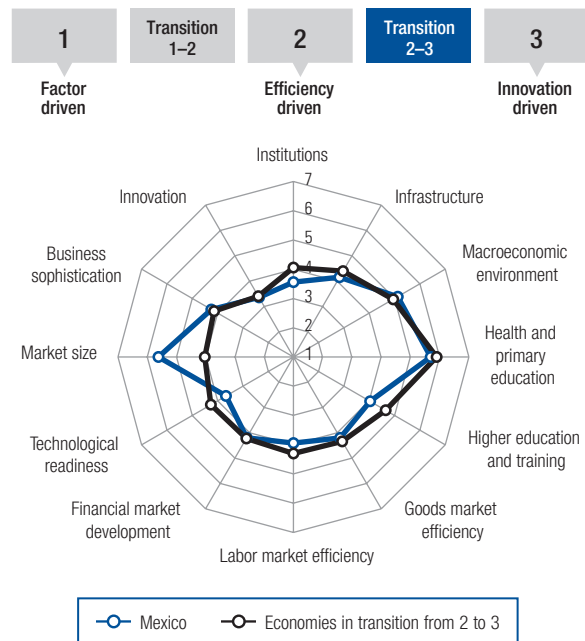 1
Transition
1–2
2
Transition
2–3
3
Factor
driven
Efficiency
driven
Innovation
driven
Institutions
7
6
5
4
3
2
1
Innovation
Infrastructure
Business
sophistication
Macroeconomic
environment
Market size
Health and
primary
education
Technological
readiness
Higher education
and training
Financial market
development
Goods market
efficiency
Labor market efficiency
Mexico
Economies in transition from 2 to 3